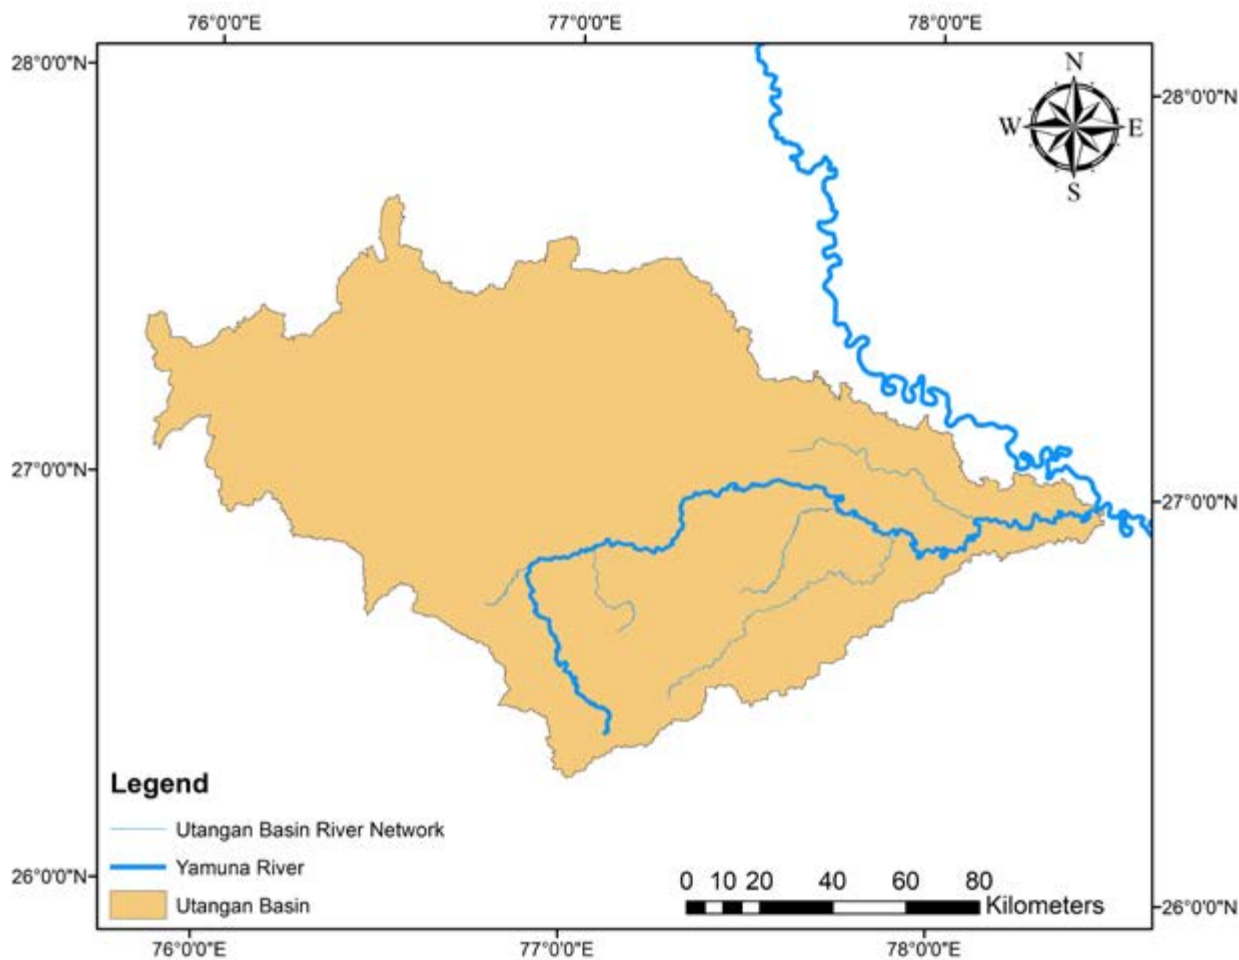 76°0'0"E 77°0'0"E 78°0'0"E
28°0'0"N
28°0'0"N
N
W E
S
27°0'0"N
27°0'0"N
Legend
Utangan Basin River Network
Yamuna River
Utangan Basin
0 10 20 40 60 80
Kilometers
26°0'0"N
26°0'0"N
76°0'0"E 77°0'0"E 78°0'0"E